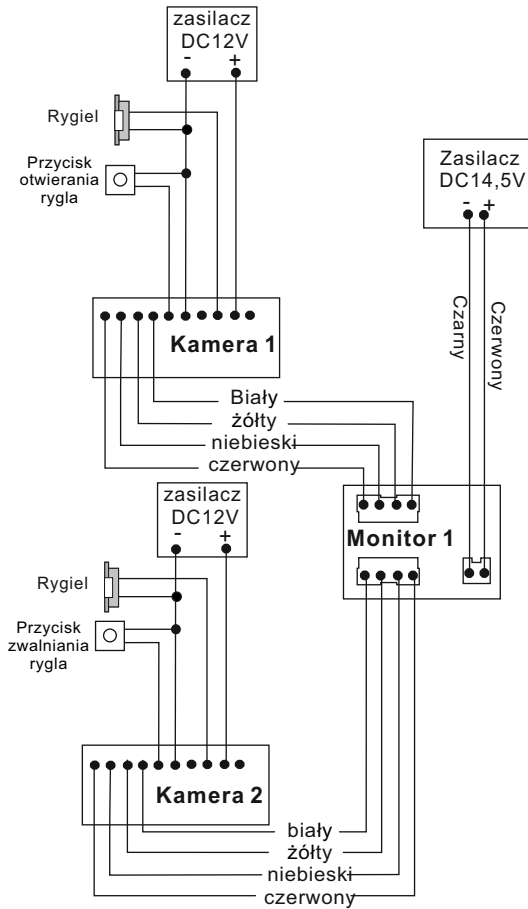 zasilacz
DC12V
- +
Rygiel
Przycisk
otwierania
rygla
Zasilacz
DC14,5V
- +
Czarny
Czerwony
Kamera 1
Biały
żółty
niebieski
czerwony
zasilacz
DC12V
- +
Monitor 1
Rygiel
Przycisk
zwalniania
rygla
Kamera 2
biały
żółty
niebieski
czerwony